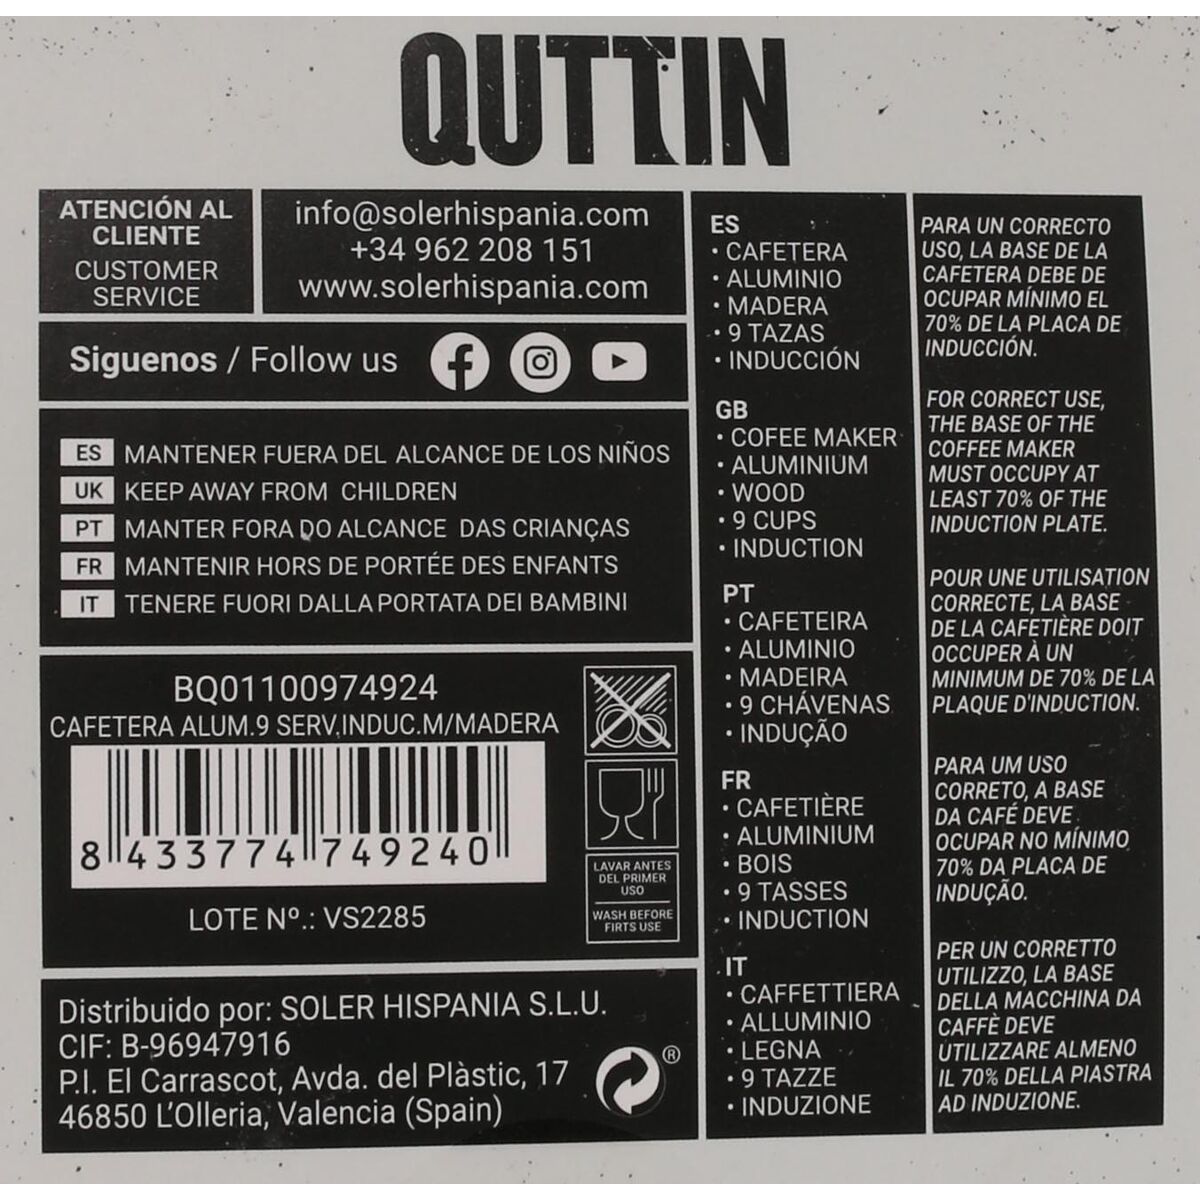 QUTTIN
ATENCIÓN AL
CLIENTE
CUSTOMER
SERVICE
info@solerhispania.com
+34 962 208 151
www.solerhispania.com
Siguenos / Follow us
ES MANTENER FUERA DEL ALCANCE DE LOS NIÑOS
UK KEEP AWAY FROM CHILDREN
PT MANTER FORA DO ALCANCE DAS CRIANÇAS
FR MANTENIR HORS DE PORTÉE DES ENFANTS
IT TENERE FUORI DALLA PORTATA DEI BAMBINI
BQ01100974924
CAFETERA ALUM.9 SERV,INDUC.M/MADERA
8 433774 749240
LOTE Nº.: VS2285
LAVAR ANTES
DEL PRIMER
USO
WASH BEFORE
FIRTS USE
Distribuido por: SOLER HISPANIA S.L.U.
CIF: B-96947916
P.I. El Carrascot, Avda. del Plàstic, 17
46850 L'Olleria, Valencia (Spain)
®
ES
• CAFETERA
• ALUMINIO
• MADERA
• 9 TAZAS
• INDUCCIÓN
GB
• COFEE MAKER
• ALUMINIUM
• WOOD
• 9 CUPS
• INDUCTION
PT
• CAFETEIRA
• ALUMINIO
• MADEIRA
• 9 CHÁVENAS
• INDUÇÃO
FR
• CAFETIÈRE
• ALUMINIUM
• BOIS
• 9 TASSES
• INDUCTION
IT
• CAFFETTIERA
• ALLUMINIO
• LEGNA
• 9 TAZZE
• INDUZIONE
PARA UN CORRECTO
USO, LA BASE DE LA
CAFETERA DEBE DE
OCUPAR MÍNIMO EL
70% DE LA PLACA DE
INDUCCIÓN.
FOR CORRECT USE,
THE BASE OF THE
COFFEE MAKER
MUST OCCUPY AT
LEAST 70% OF THE
INDUCTION PLATE.
POUR UNE UTILISATION
CORRECTE, LA BASE
DE LA CAFETIÈRE DOIT
OCCUPER À UN
MINIMUM DE 70% DE LA
PLAQUE D'INDUCTION.
PARA UM USO
CORRETO, A BASE
DA CAFÉ DEVE
OCUPAR NO MÍNIMO
70% DA PLACA DE
INDUÇÃO.
PER UN CORRETTO
UTILIZZO, LA BASE
DELLA MACCHINA DA
CAFFÈ DEVE
UTILIZZARE ALMENO
IL 70% DELLA PIASTRA
AD INDUZIONE.